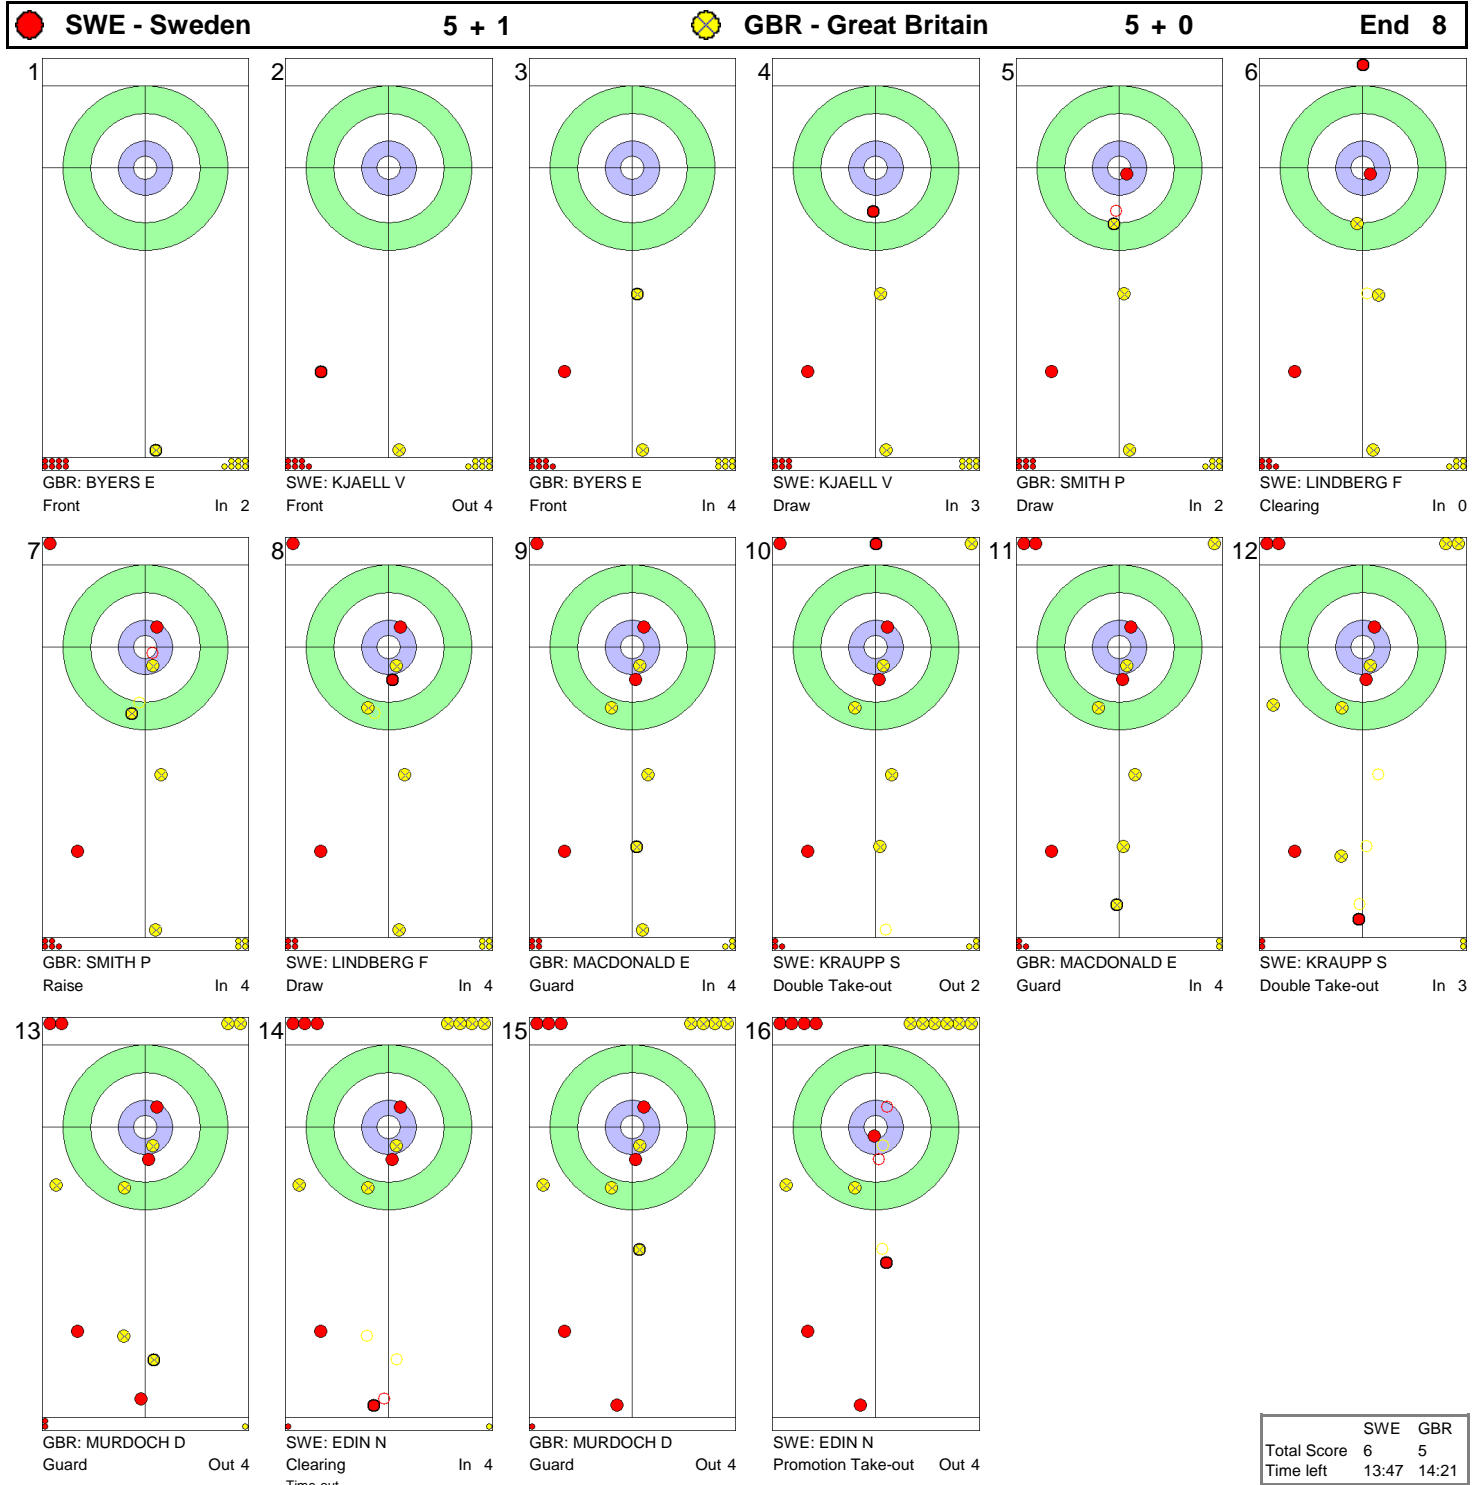 SWE - Sweden 5 + 1 GBR - Great Britain 5 + 0 End 8
1 2 3 4 5 6
GBR: BYERS E SWE: KJAELL V GBR: BYERS E SWE: KJAELL V GBR: SMITH P SWE: LINDBERG F
Front In 2 Front Out 4 Front In 4 Draw In 3 Draw In 2 Clearing In 0
7 8 9 10 11 12
GBR: SMITH P SWE: LINDBERG F GBR: MACDONALD E SWE: KRAUPP S GBR: MACDONALD E SWE: KRAUPP S
Raise In 4 Draw In 4 Guard In 4 Double Take-out Out 2 Guard In 4 Double Take-out In 3
13 14 15 16
GBR: MURDOCH D SWE: EDIN N GBR: MURDOCH D SWE: EDIN N
Guard Out 4 Clearing In 4 Guard Out 4 Promotion Take-out Out 4
Time-out
SWE GBR
Total Score 6 5
Time left 13:47 14:21